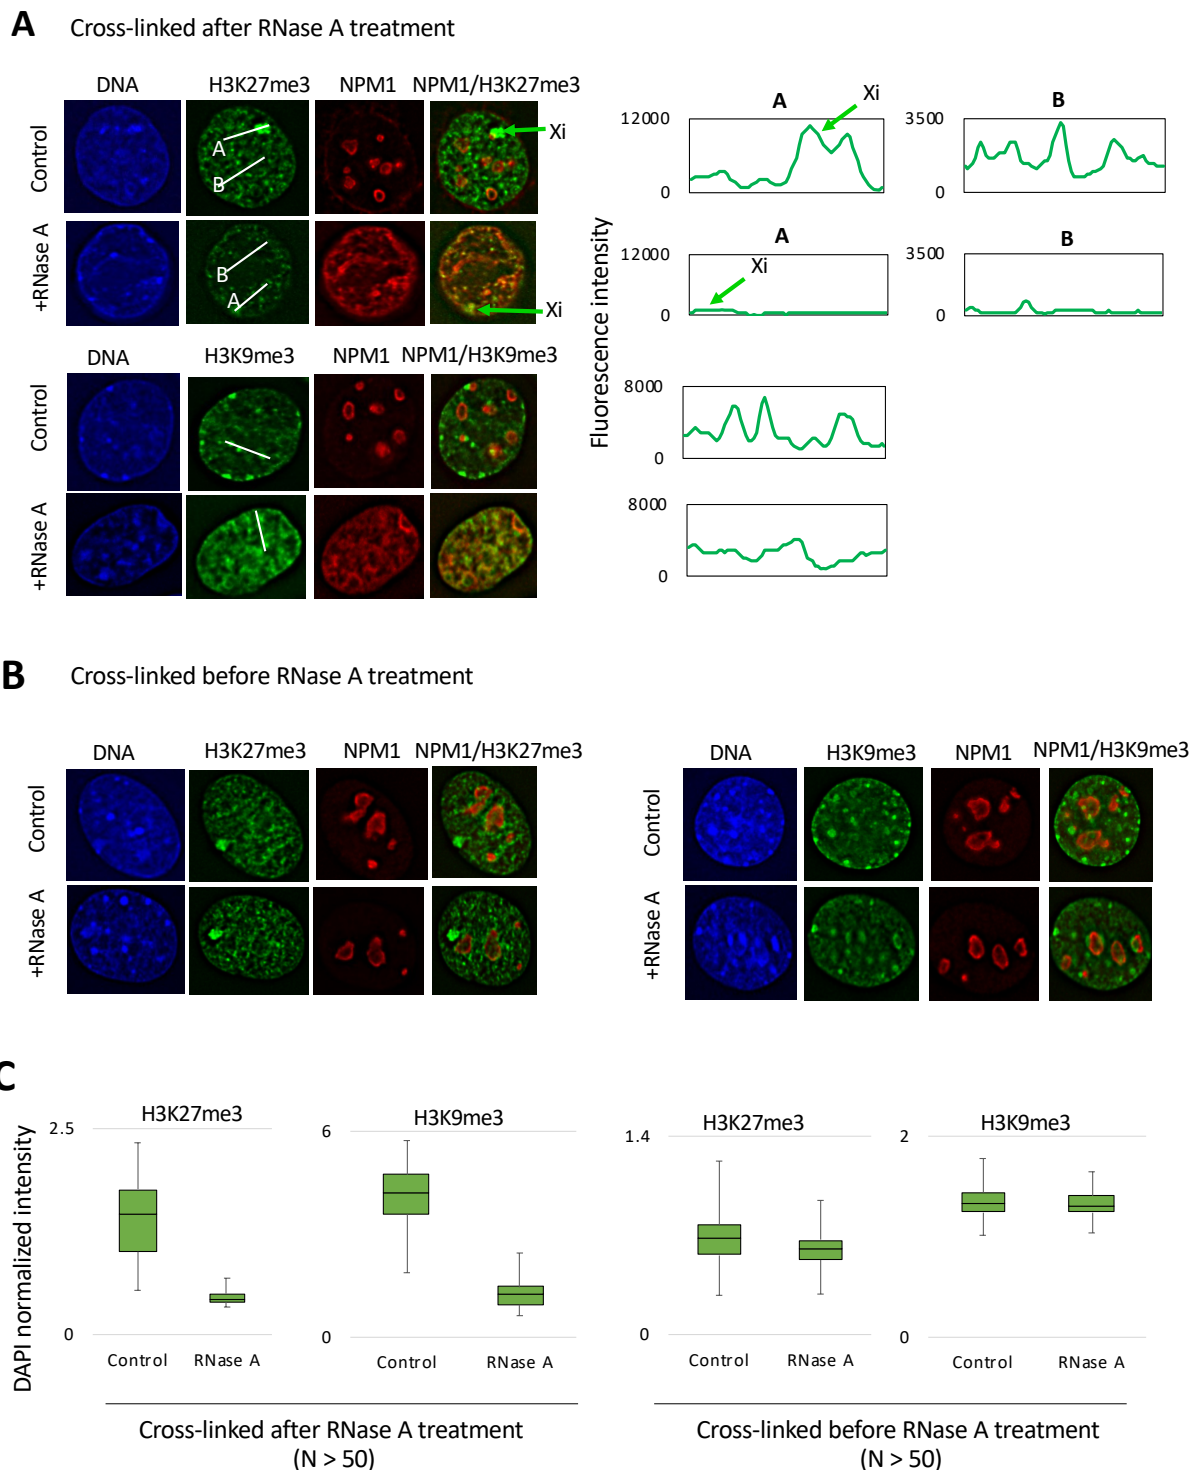 A Cross-linked after RNase A treatment
DNA H3K27me3 NPM1 NPM1/H3K27me3
Control
A
B
Xi
+RNase A
B
A
Xi
DNA H3K9me3 NPM1 NPM1/H3K9me3
Control
+RNase A
Fluorescence intensity
A
Xi
12000
0
B
3500
0
A
Xi
12000
0
B
3500
0
8000
0
8000
0
B Cross-linked before RNase A treatment
DNA H3K27me3 NPM1 NPM1/H3K27me3
Control
+RNase A
DNA H3K9me3 NPM1 NPM1/H3K9me3
Control
+RNase A
C
DAPI normalized intensity
H3K27me3
2.5
0
Control RNase A
H3K9me3
6
0
Control RNase A
Cross-linked after RNase A treatment
(N > 50)
H3K27me3
1.4
0
Control RNase A
H3K9me3
2
0
Control RNase A
Cross-linked before RNase A treatment
(N > 50)